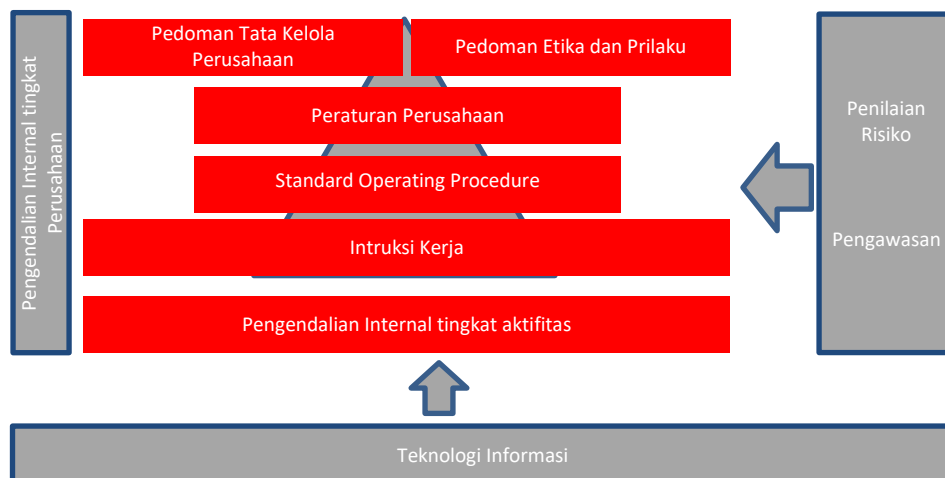 Pengendalian Internal tingkat
Perusahaan
Pedoman Tata Kelola
Perusahaan
Pedoman Etika dan Prilaku
Peraturan Perusahaan
Standard Operating Procedure
Intruksi Kerja
Pengendalian Internal tingkat aktifitas
Penilaian
Risiko
Pengawasan
Teknologi Informasi